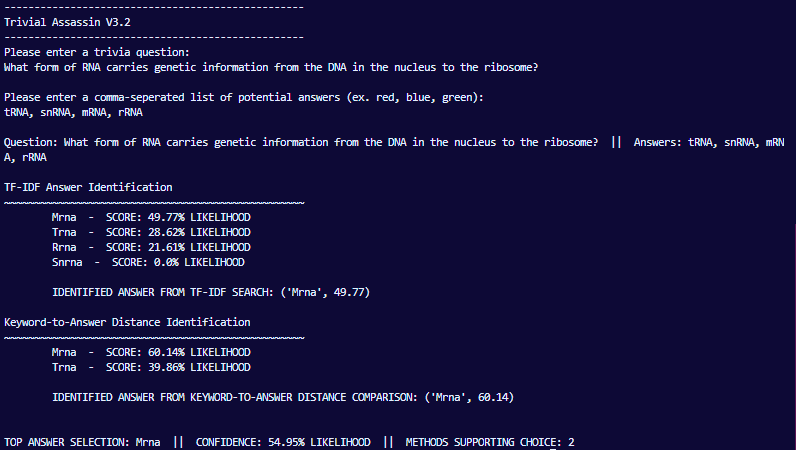 --------------------------------------------------
Trivial Assassin V3.2
--------------------------------------------------
Please enter a trivia question:
What form of RNA carries genetic information from the DNA in the nucleus to the ribosome?
Please enter a comma-seperated list of potential answers (ex. red, blue, green):
tRNA, snRNA, mRNA, rRNA
Question: What form of RNA carries genetic information from the DNA in the nucleus to the ribosome?  ||  Answers: tRNA, snRNA, mRN
A, rRNA
TF-IDF Answer Identification
~~~~~~~~~~~~~~~~~~~~~~~~~~~~~~~~~~~~~~~~~~~~~~~~~~
Mrna  -  SCORE: 49.77% LIKELIHOOD
Trna  -  SCORE: 28.62% LIKELIHOOD
Rrna  -  SCORE: 21.61% LIKELIHOOD
Snrna  -  SCORE: 0.0% LIKELIHOOD
IDENTIFIED ANSWER FROM TF-IDF SEARCH: ('Mrna', 49.77)
Keyword-to-Answer Distance Identification
~~~~~~~~~~~~~~~~~~~~~~~~~~~~~~~~~~~~~~~~~~~~~~~~~~
Mrna  -  SCORE: 60.14% LIKELIHOOD
Trna  -  SCORE: 39.86% LIKELIHOOD
IDENTIFIED ANSWER FROM KEYWORD-TO-ANSWER DISTANCE COMPARISON: ('Mrna', 60.14)
TOP ANSWER SELECTION: Mrna  ||  CONFIDENCE: 54.95% LIKELIHOOD  ||  METHODS SUPPORTING CHOICE: 2